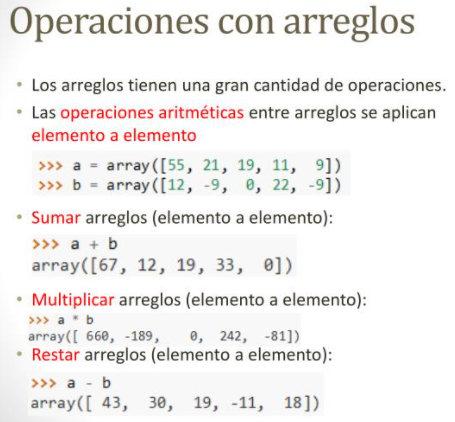 Operaciones con arreglos
• Los arreglos tienen una gran cantidad de operaciones.
• Las operaciones aritméticas entre arreglos se aplican
elemento a elemento
>>> a = array([55, 21, 19, 11,  9])
>>> b = array([12, -9,  0, 22, -9])
• Sumar arreglos (elemento a elemento):
>>> a + b
array([67, 12, 19, 33,  0])
• Multiplicar arreglos (elemento a elemento):
>>> a * b
array([ 660, -189,    0,  242,  -81])
• Restar arreglos (elemento a elemento):
>>> a - b
array([ 43,  30,  19, -11,  18])